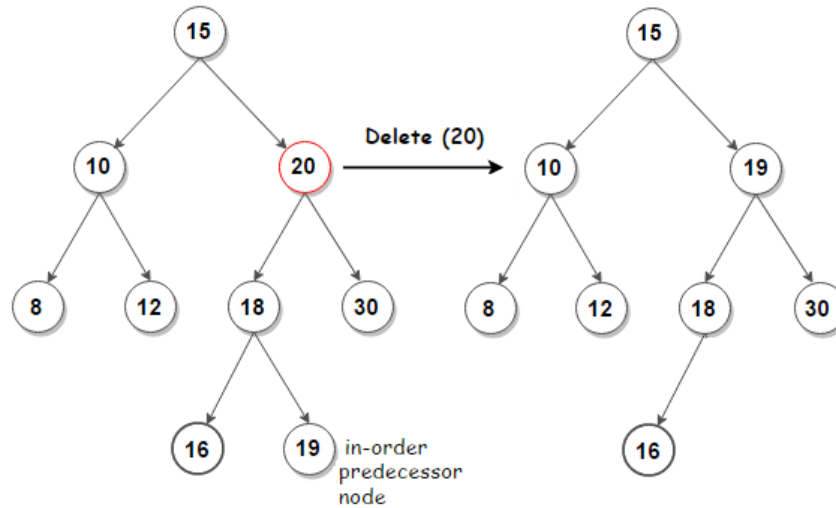 15 15
Delete (20)
10 20 10 19
8 12 18 30 8 12 18 30
16 19 in-order 16
predecessor
node